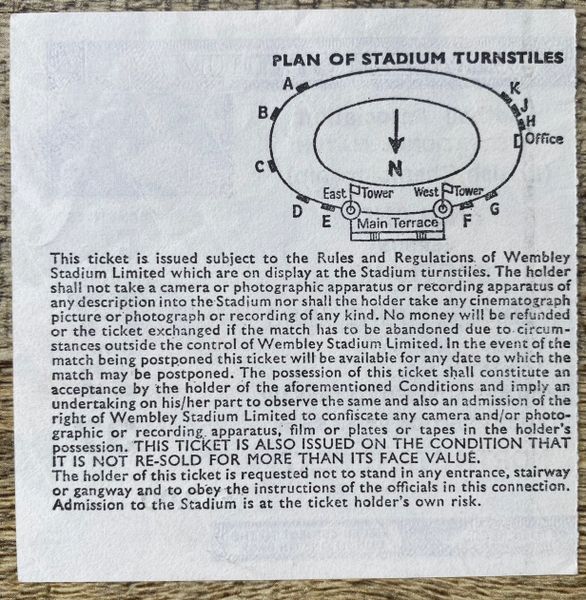 PLAN OF STADIUM TURNSTILES
A
K
B
J
H
I
Office
N
C
East Tower
West Tower
D
E
Main Terrace
F
G
This ticket is issued subject to the Rules and Regulations of Wembley
Stadium Limited which are on display at the Stadium turnstiles. The holder
shall not take a camera or photographic apparatus or recording apparatus of
any description into the Stadium nor shall the holder take any cinematograph
picture or photograph or recording of any kind. No money will be refunded
or the ticket exchanged if the match has to be abandoned due to circum-
stances outside the control of Wembley Stadium Limited. In the event of the
match being postponed this ticket will be available for any date to which the
match may be postponed. The possession of this ticket shall constitute an
acceptance by the holder of the aforementioned Conditions and imply an
undertaking on his/her part to observe the same and also an admission of the
right of Wembley Stadium Limited to confiscate any camera and/or photo-
graphic or recording apparatus, film or plates or tapes in the holder's
possession. THIS TICKET IS ALSO ISSUED ON THE CONDITION THAT
IT IS NOT RE-SOLD FOR MORE THAN ITS FACE VALUE.
The holder of this ticket is requested not to stand in any entrance, stairway
or gangway and to obey the instructions of the officials in this connection.
Admission to the Stadium is at the ticket holder's own risk.